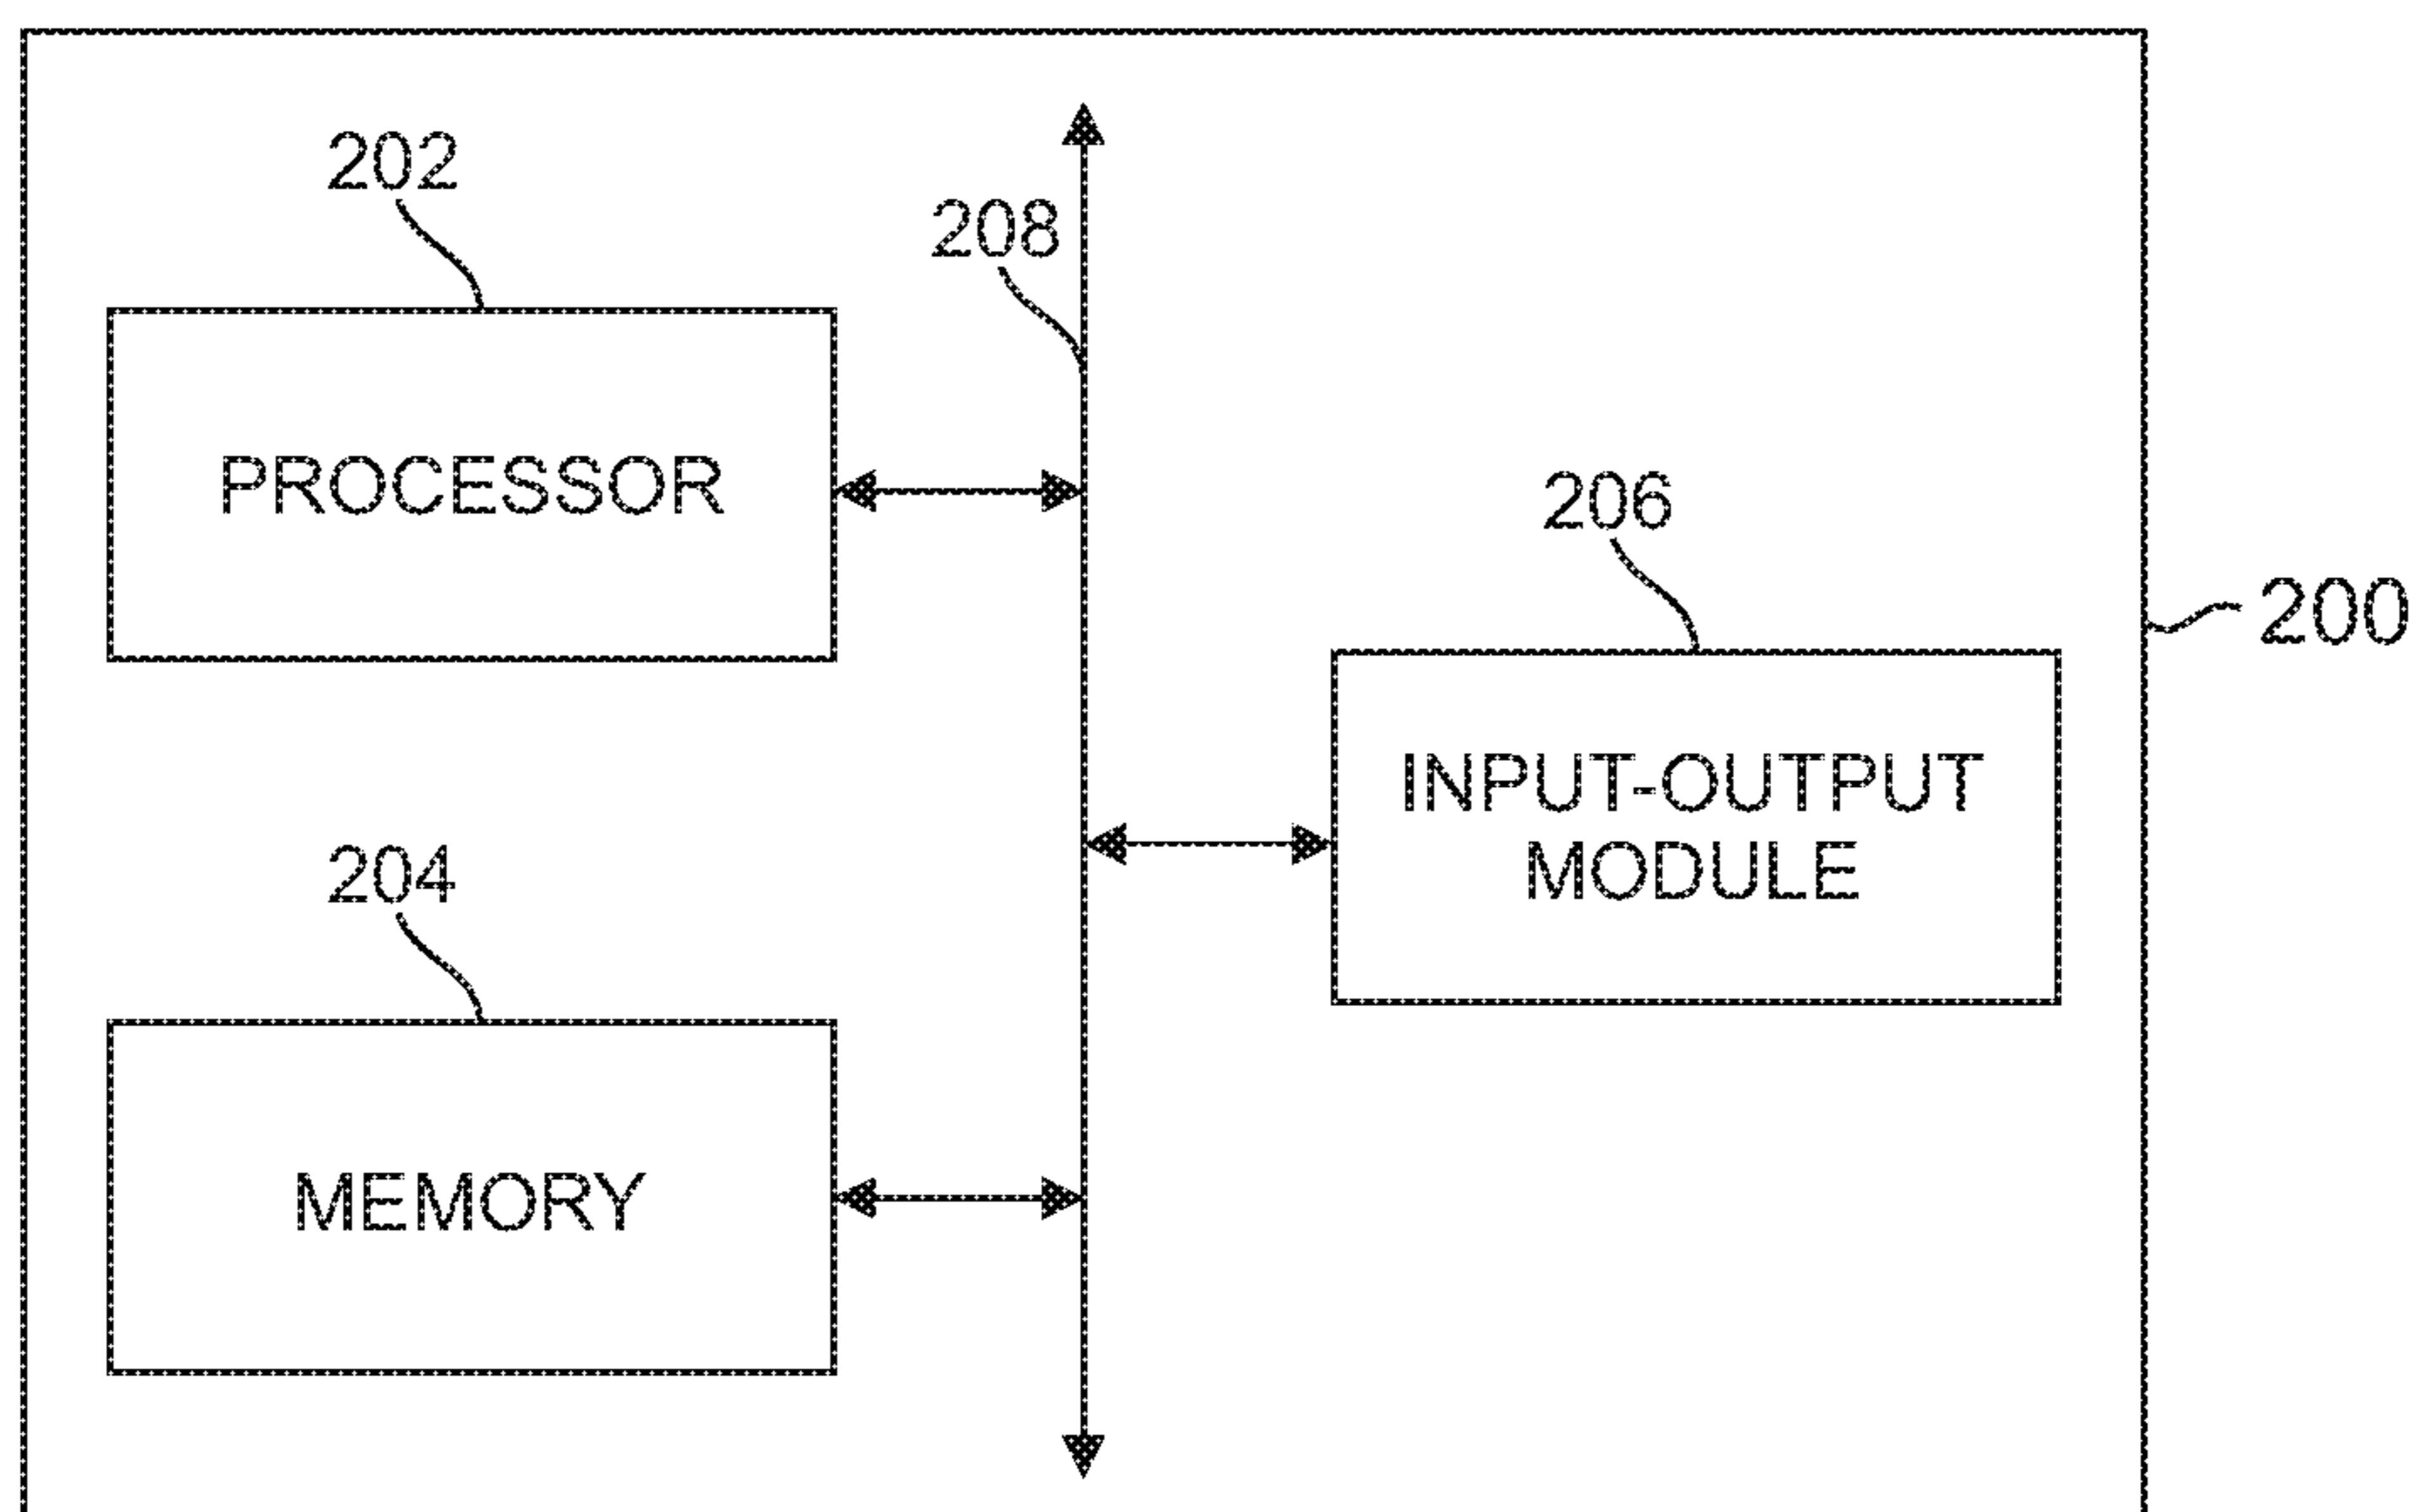 202
208
PROCESSOR
206
200
INPUT-OUTPUT
MODULE
204
MEMORY